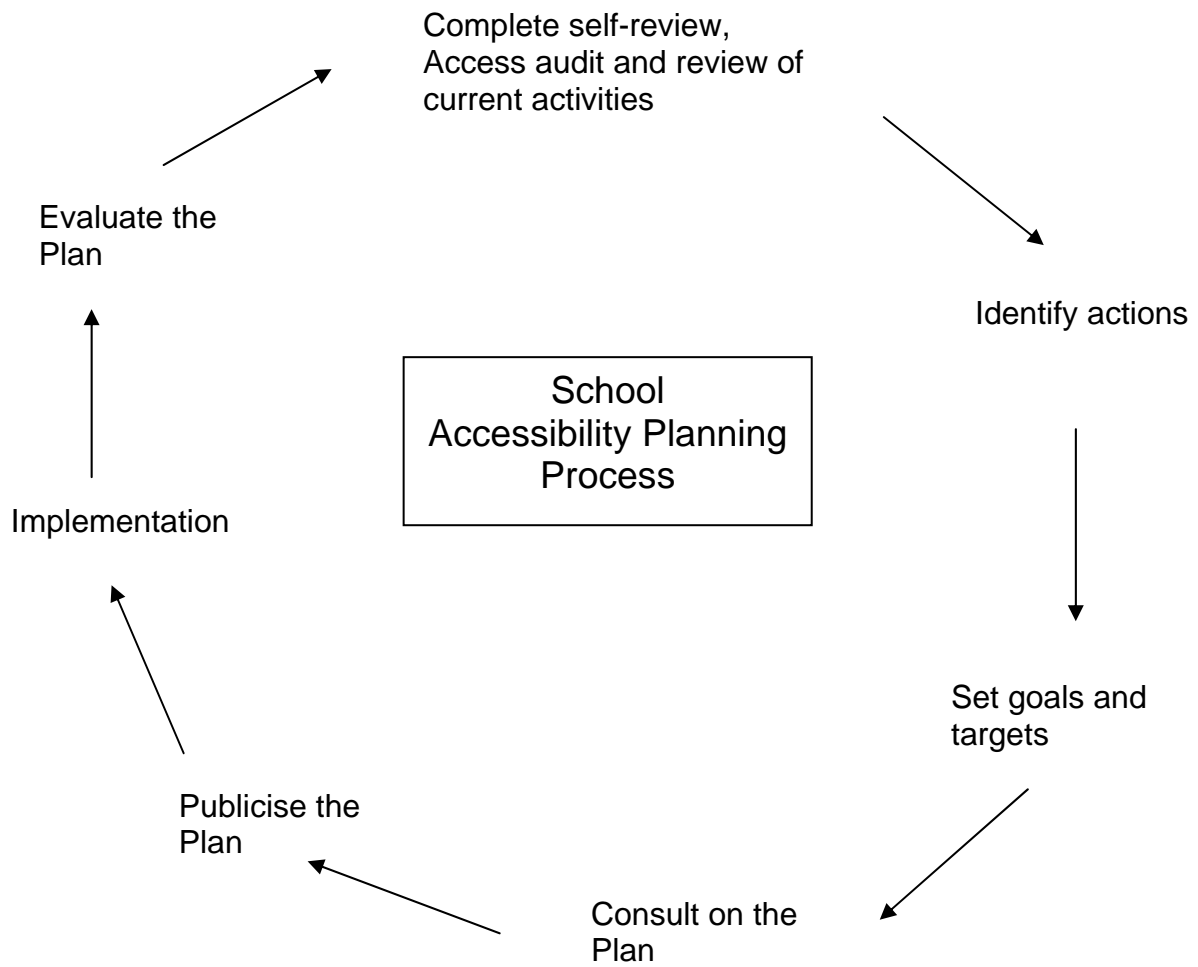 Complete self-review,
Access audit and review of
current activities
Identify actions
Set goals and
targets
Consult on the
Plan
Publicise the
Plan
Implementation
Evaluate the
Plan
School
Accessibility Planning
Process